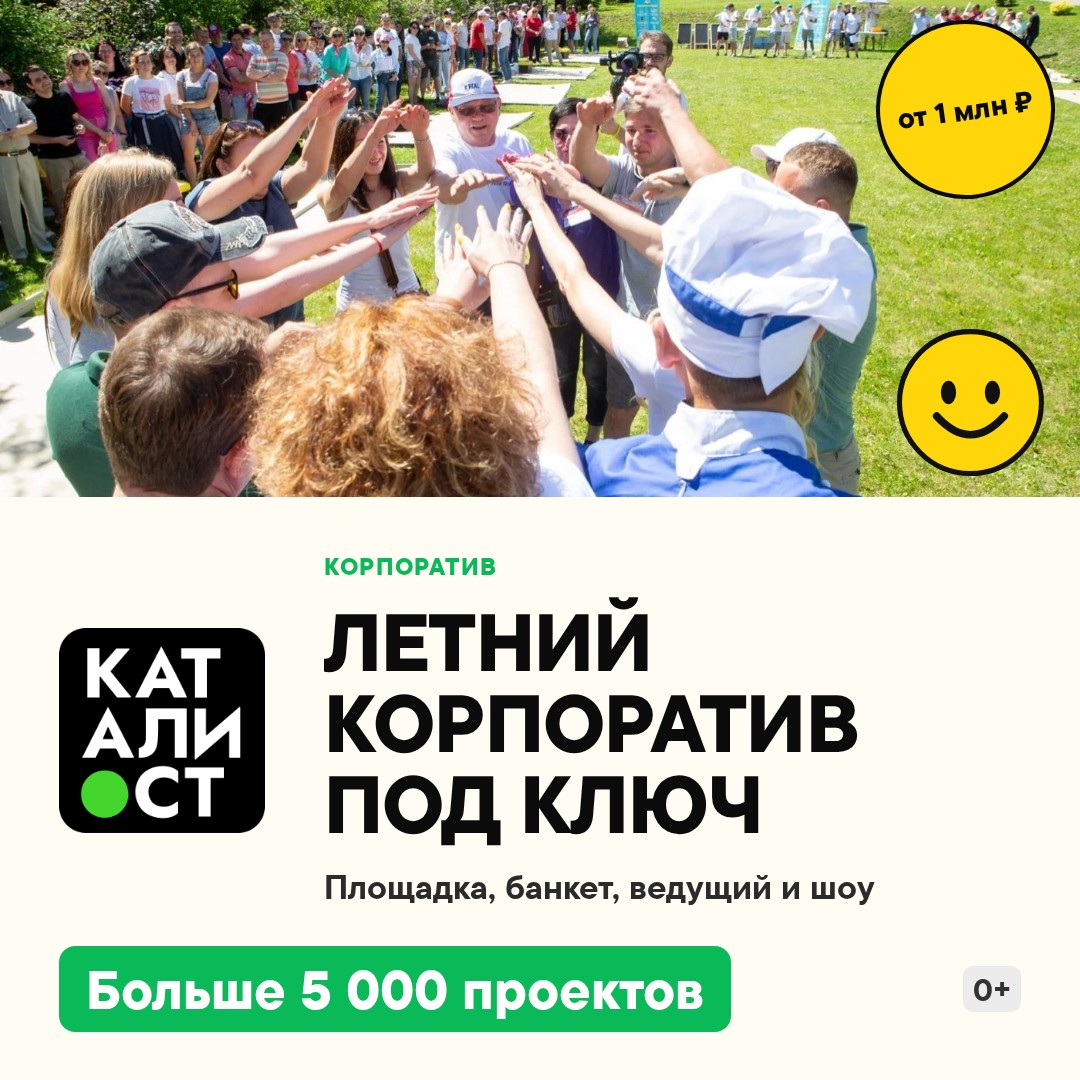 от 1 млн ₽
КОРПОРАТИВ
ЛЕТНИЙ
КОРПОРАТИВ
ПОД КЛЮЧ
КАТ
АЛИ
СТ
Площадка, банкет, ведущий и шоу
Больше 5 000 проектов
0+